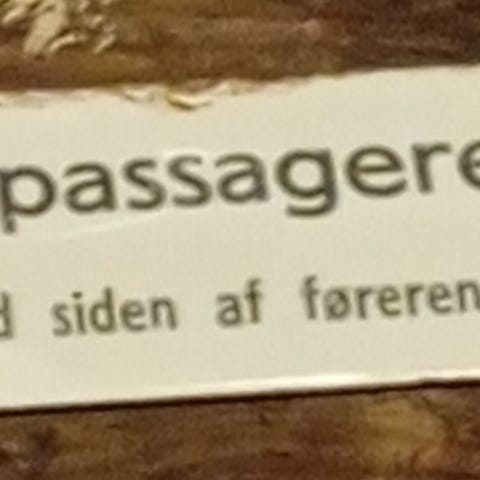 passagere
d siden af føreren